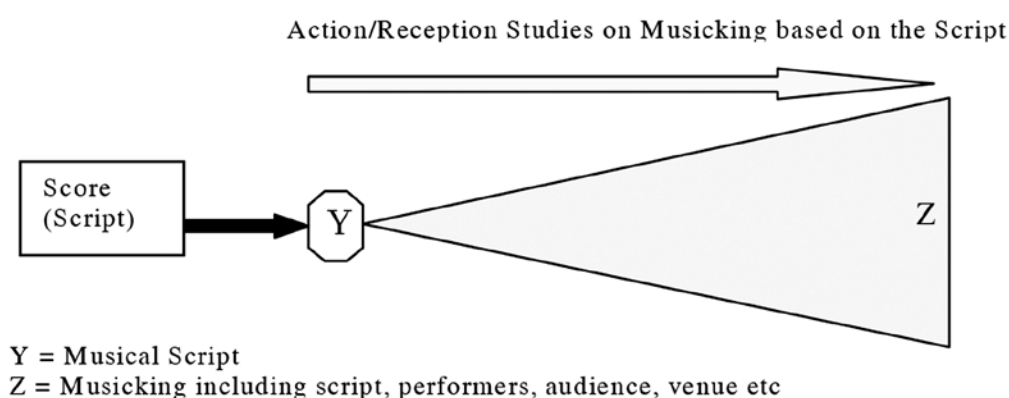 Action/Reception Studies on Musicking based on the Script
Score
(Script)
Y
Z
Y = Musical Script
Z = Musicking including script, performers, audience, venue etc